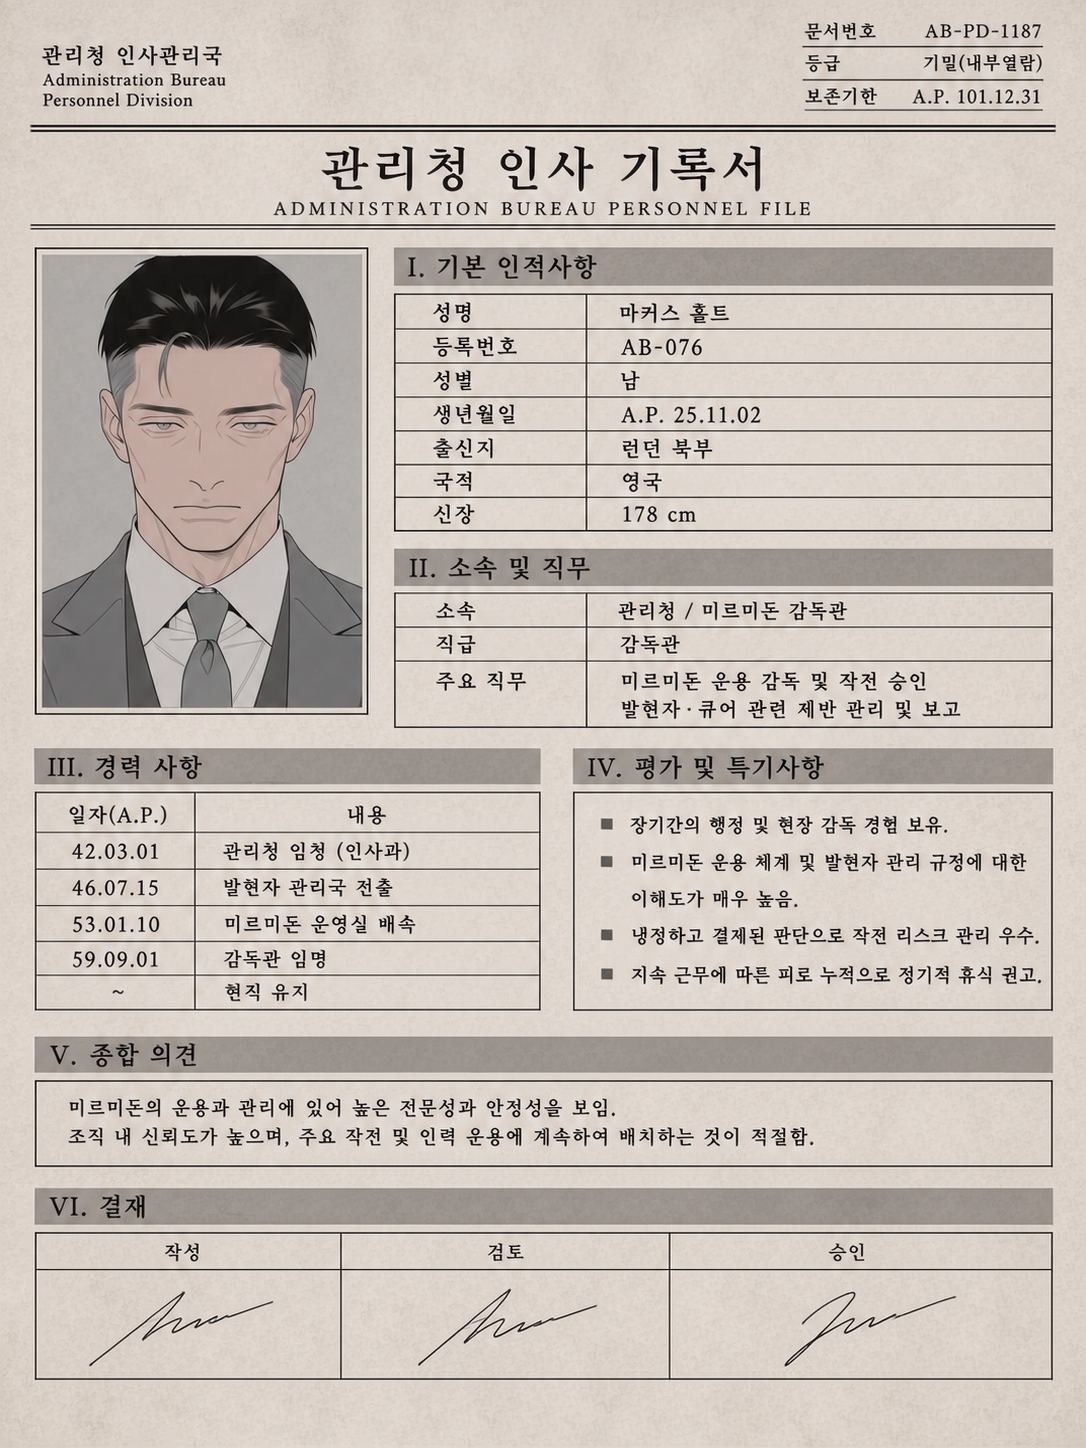 관리청 인사관리국
Administration Bureau
Personnel Division
문서번호 AB-PD-1187
등급 기밀(내부열람)
보존기한 A.P. 101.12.31
관리청 인사 기록서
ADMINISTRATION BUREAU PERSONNEL FILE
I. 기본 인적사항
성명 마커스 홀트
등록번호 AB-076
성별 남
생년월일 A.P. 25.11.02
출신지 런던 북부
국적 영국
신장 178 cm
II. 소속 및 직무
소속 관리청 / 미르미돈 감독관
직급 감독관
주요 직무 미르미돈 운용 감독 및 작전 승인
발현자·큐어 관련 제반 관리 및 보고
III. 경력 사항
일자(A.P.) 내용
42.03.01 관리청 임청 (인사과)
46.07.15 발현자 관리국 전출
53.01.10 미르미돈 운영실 배속
59.09.01 감독관 임명
~ 현직 유지
IV. 평가 및 특기사항
■ 장기간의 행정 및 현장 감독 경험 보유.
■ 미르미돈 운용 체계 및 발현자 관리 규정에 대한
이해도가 매우 높음.
■ 냉정하고 결제된 판단으로 작전 리스크 관리 우수.
■ 지속 근무에 따른 피로 누적으로 정기적 휴식 권고.
V. 종합 의견
미르미돈의 운용과 관리에 있어 높은 전문성과 안정성을 보임.
조직 내 신뢰도가 높으며, 주요 작전 및 인력 운용에 계속하여 배치하는 것이 적절함.
VI. 결재
작성 검토 승인